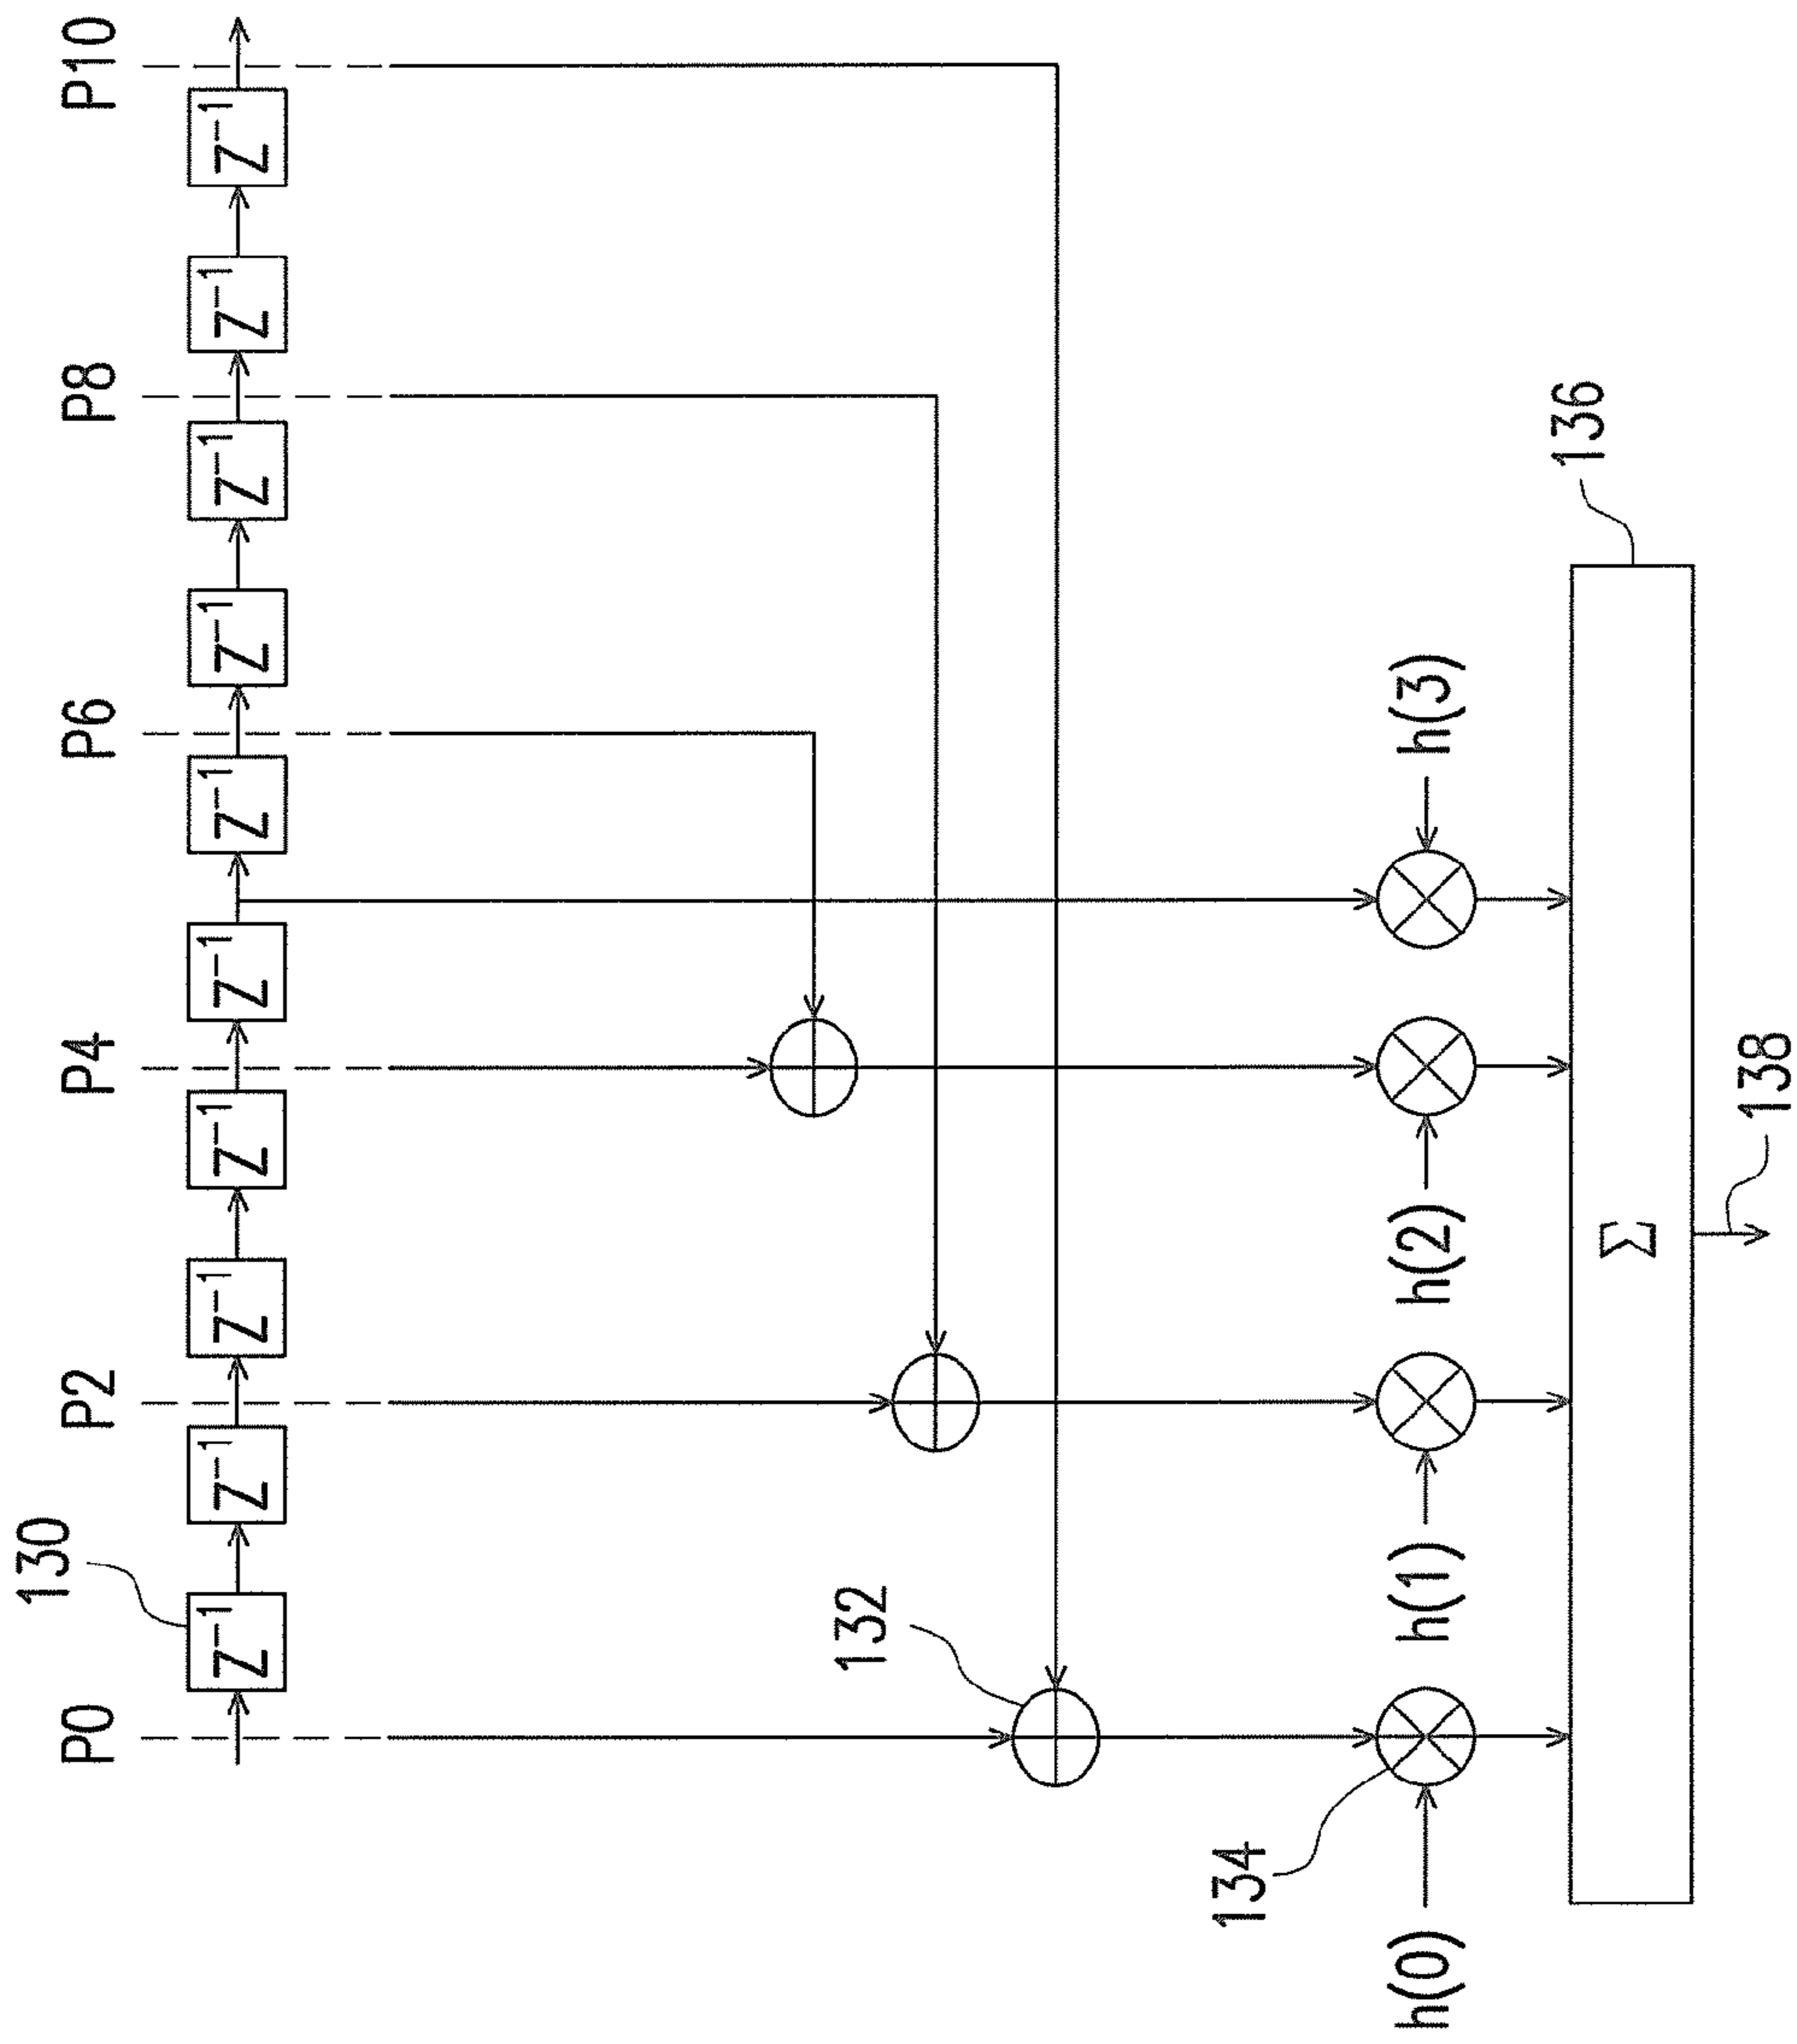 130
P0 P2 P4 P6 P8 P10
Z⁻¹ Z⁻¹ Z⁻¹ Z⁻¹ Z⁻¹ Z⁻¹ Z⁻¹ Z⁻¹ Z⁻¹ Z⁻¹
132
134
h(0) h(1) h(2) h(3)
136
Σ
138